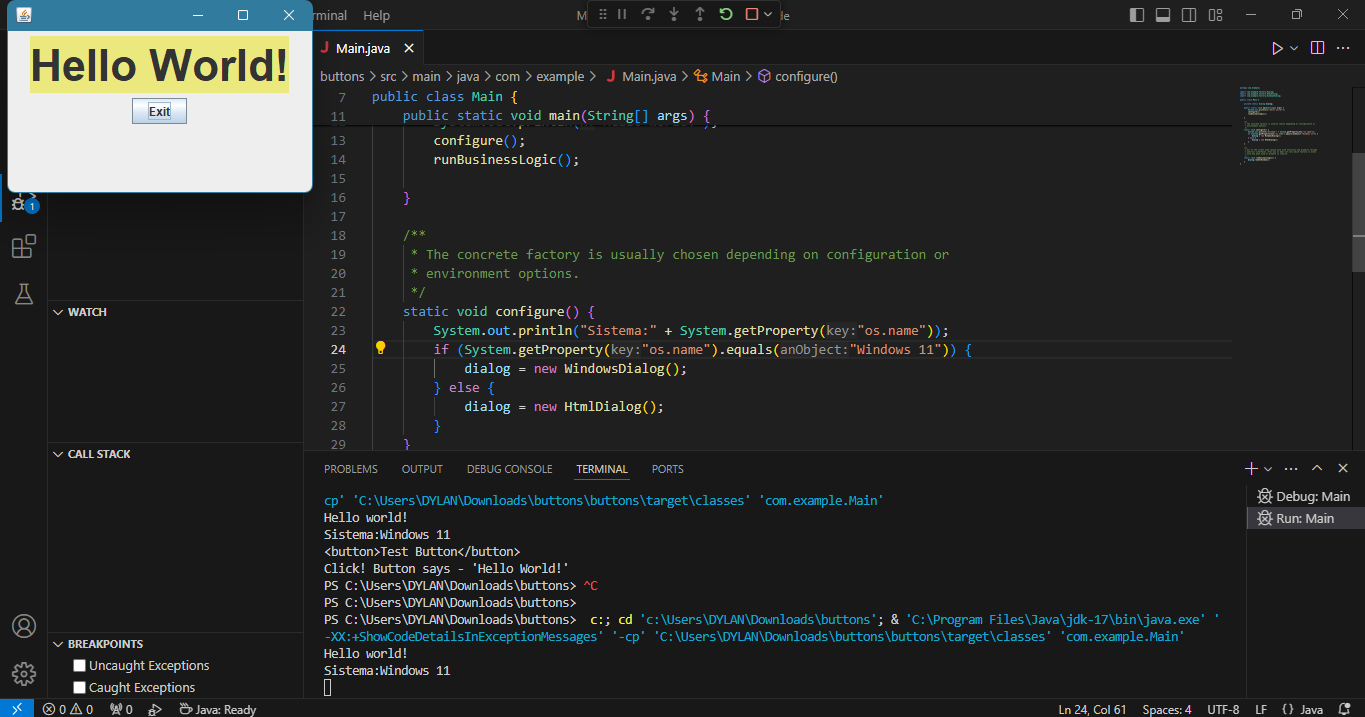 Terminal Help
Main.java
buttons > src > main > java > com > example > Main.java > Main > configure()
Hello World!
Exit
1
7 public class Main {
11 public static void main(String[] args) {
13 configure();
14 runBusinessLogic();
15
16 }
17
18 /**
19 * The concrete factory is usually chosen depending on configuration or
20 * environment options.
21 */
22 static void configure() {
23 System.out.println("Sistema:" + System.getProperty(key:"os.name"));
24 if (System.getProperty(key:"os.name").equals(anObject:"Windows 11")) {
25 dialog = new WindowsDialog();
26 } else {
27 dialog = new HtmlDialog();
28 }
29 }
WATCH
CALL STACK
BREAKPOINTS
Uncaught Exceptions
Caught Exceptions
PROBLEMS OUTPUT DEBUG CONSOLE TERMINAL PORTS
cp' 'C:\Users\DYLAN\Downloads\buttons\buttons\target\classes' 'com.example.Main'
Hello world!
Sistema:Windows 11
<button>Test Button</button>
Click! Button says - 'Hello World!'
PS C:\Users\DYLAN\Downloads\buttons> ^C
PS C:\Users\DYLAN\Downloads\buttons>
PS C:\Users\DYLAN\Downloads\buttons> c:; cd 'c:\Users\DYLAN\Downloads\buttons'; & 'C:\Program Files\Java\jdk-17\bin\java.exe' '
-XX:+ShowCodeDetailsInExceptionMessages' '-cp' 'C:\Users\DYLAN\Downloads\buttons\buttons\target\classes' 'com.example.Main'
Hello world!
Sistema:Windows 11
Debug: Main
Run: Main
0 0 0 Java: Ready Ln 24, Col 61 Spaces: 4 UTF-8 LF {} Java